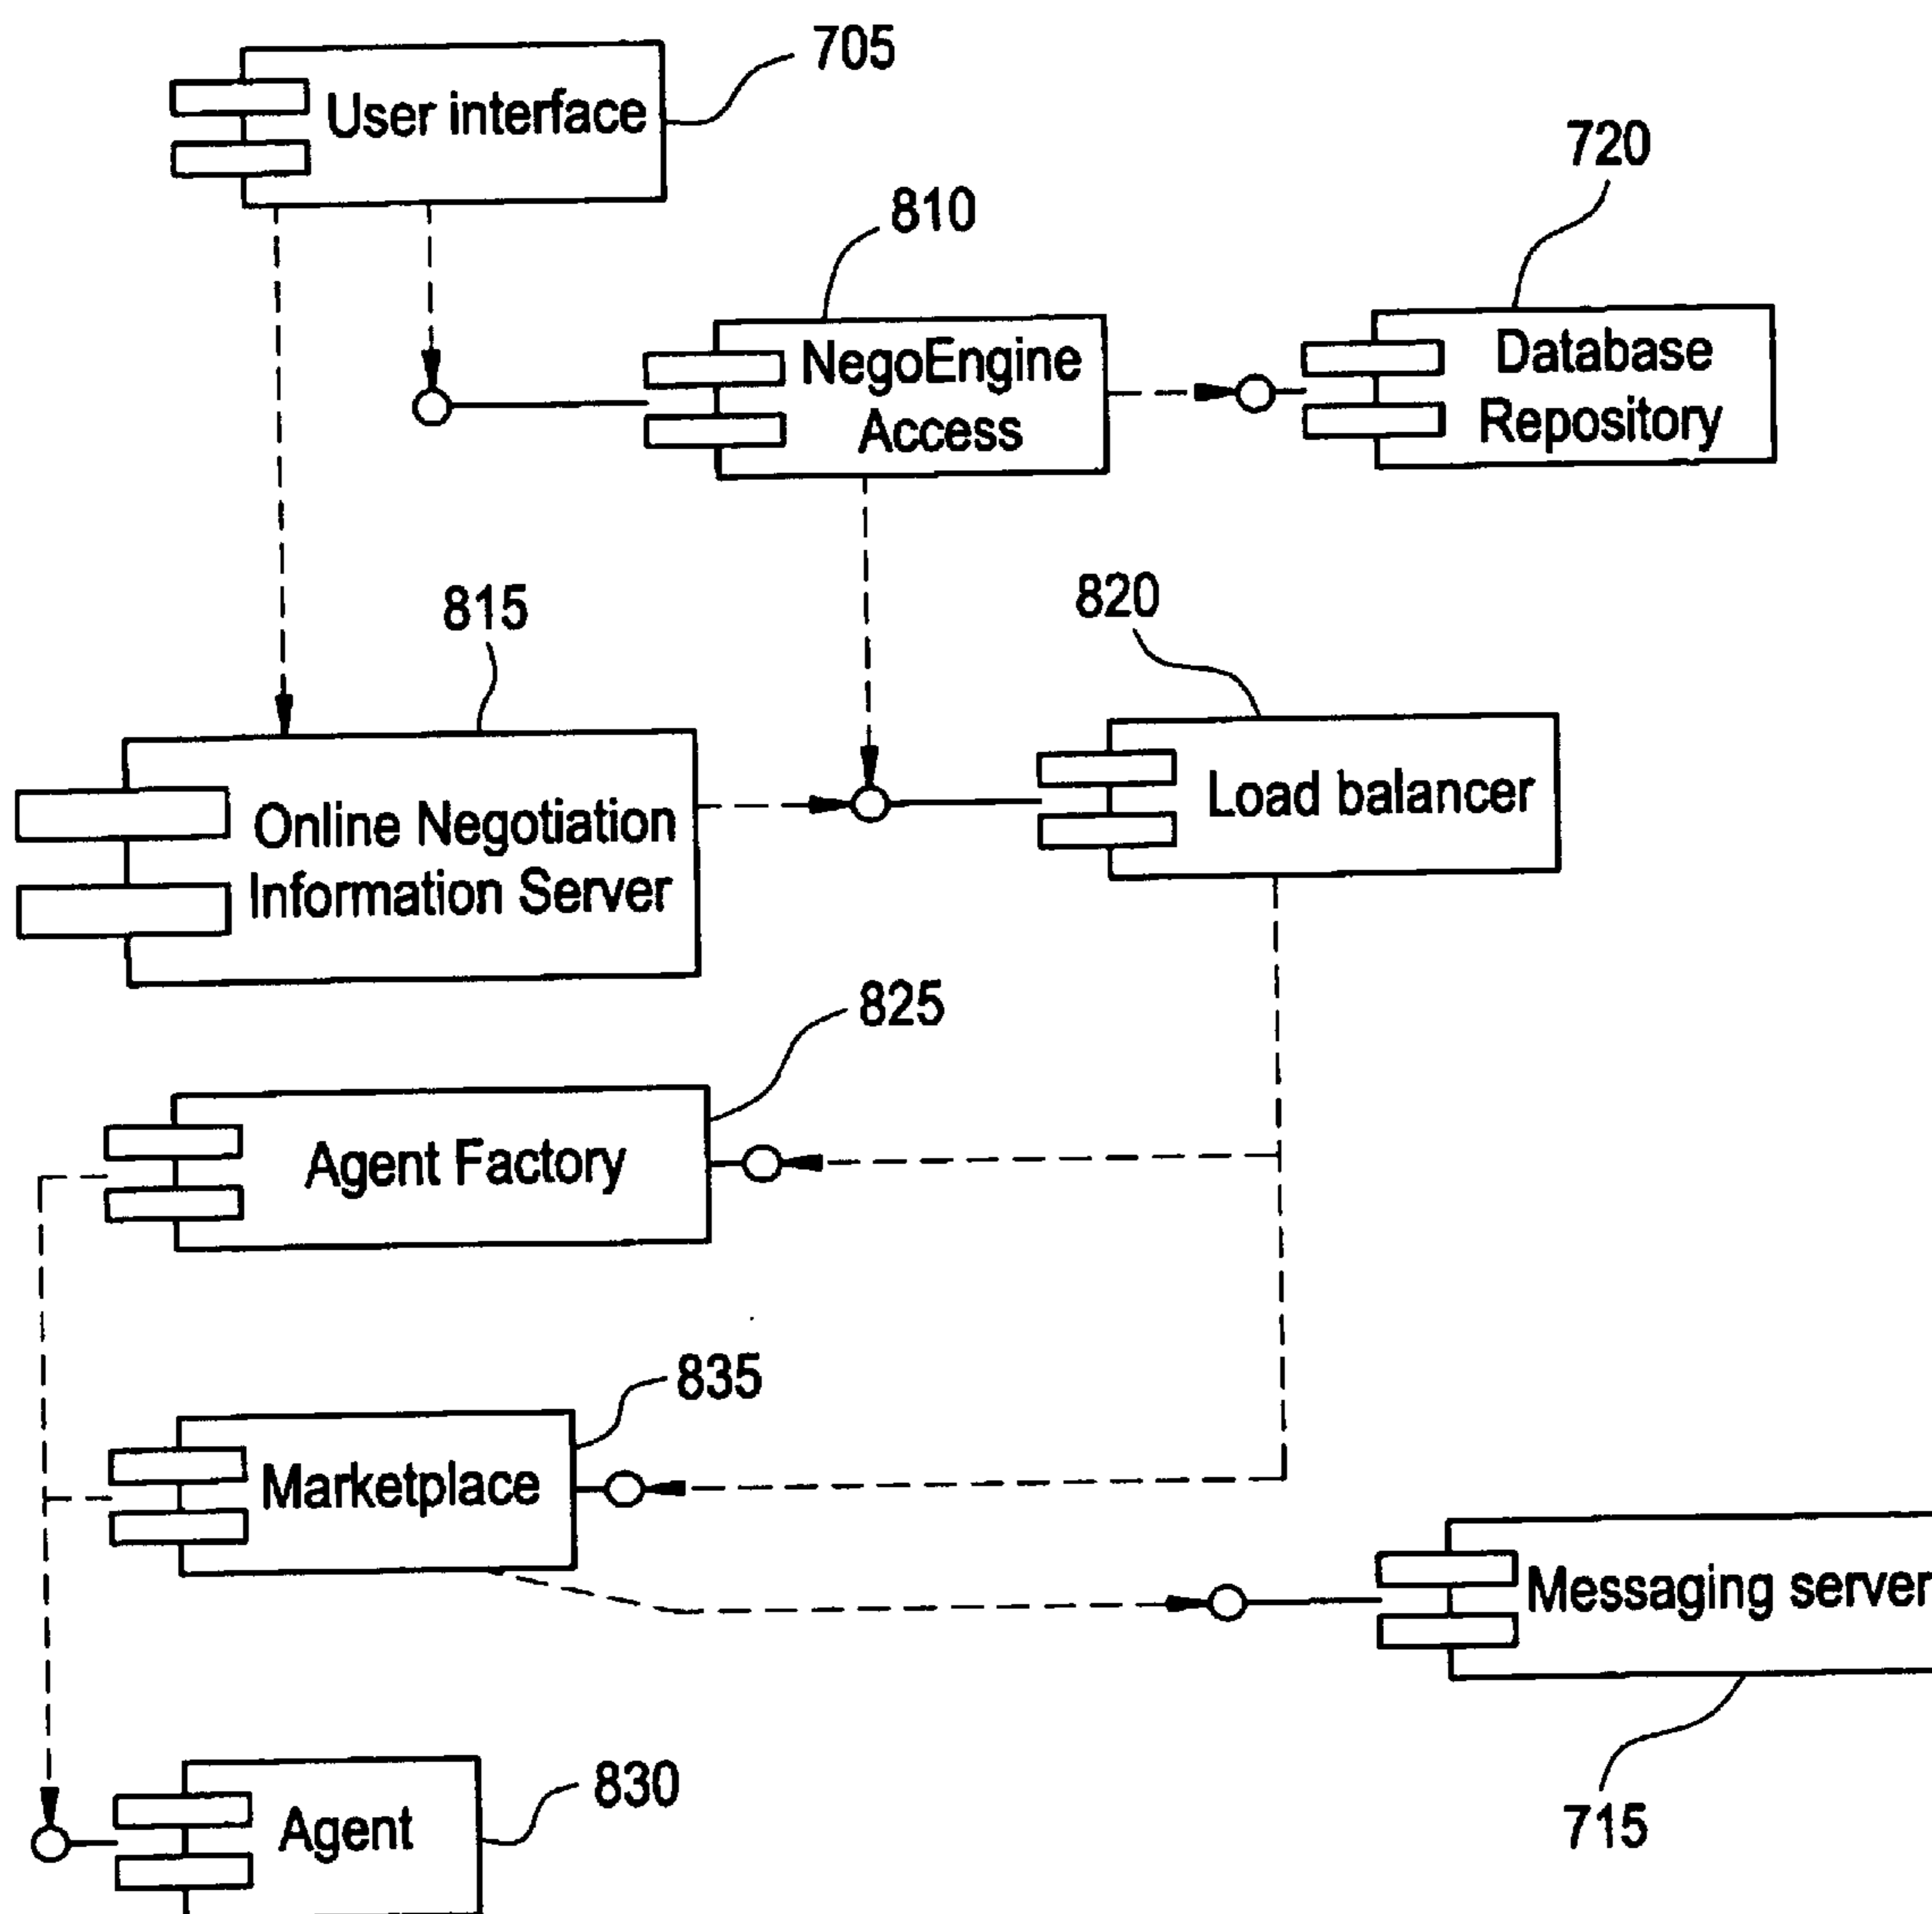 705
User interface
720
810
NegoEngine
Access
Database
Repository
815
820
Online Negotiation
Information Server
Load balancer
825
Agent Factory
835
Marketplace
Messaging server
830
Agent
715